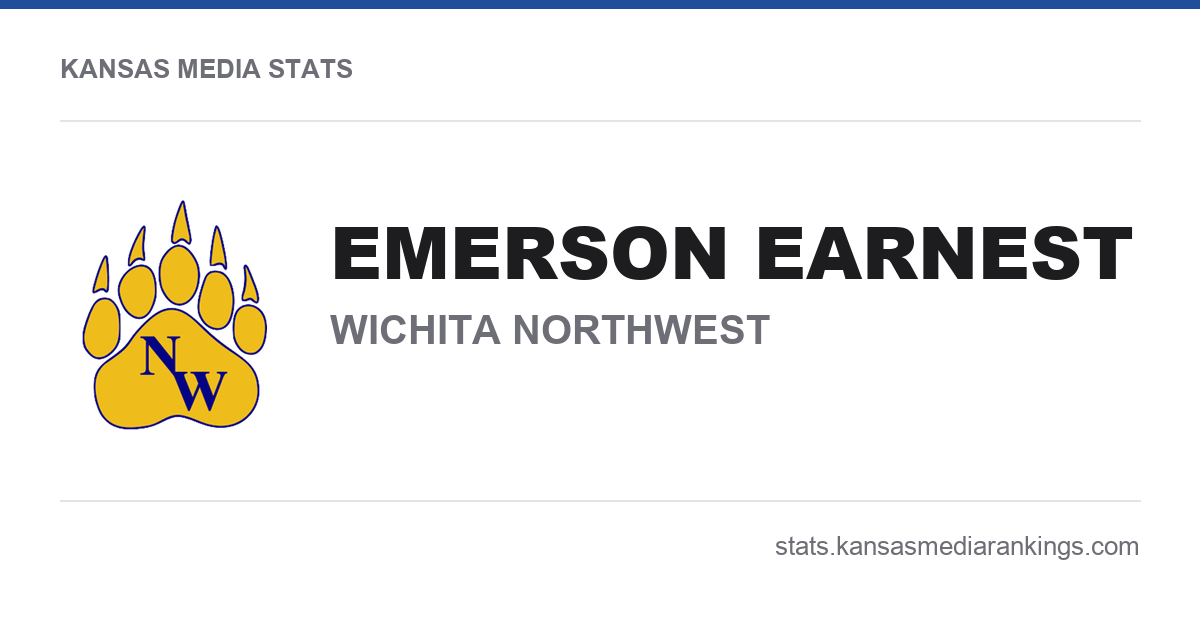 KANSAS MEDIA STATS
EMERSON EARNEST
WICHITA NORTHWEST
NW
stats.kansasmediarankings.com